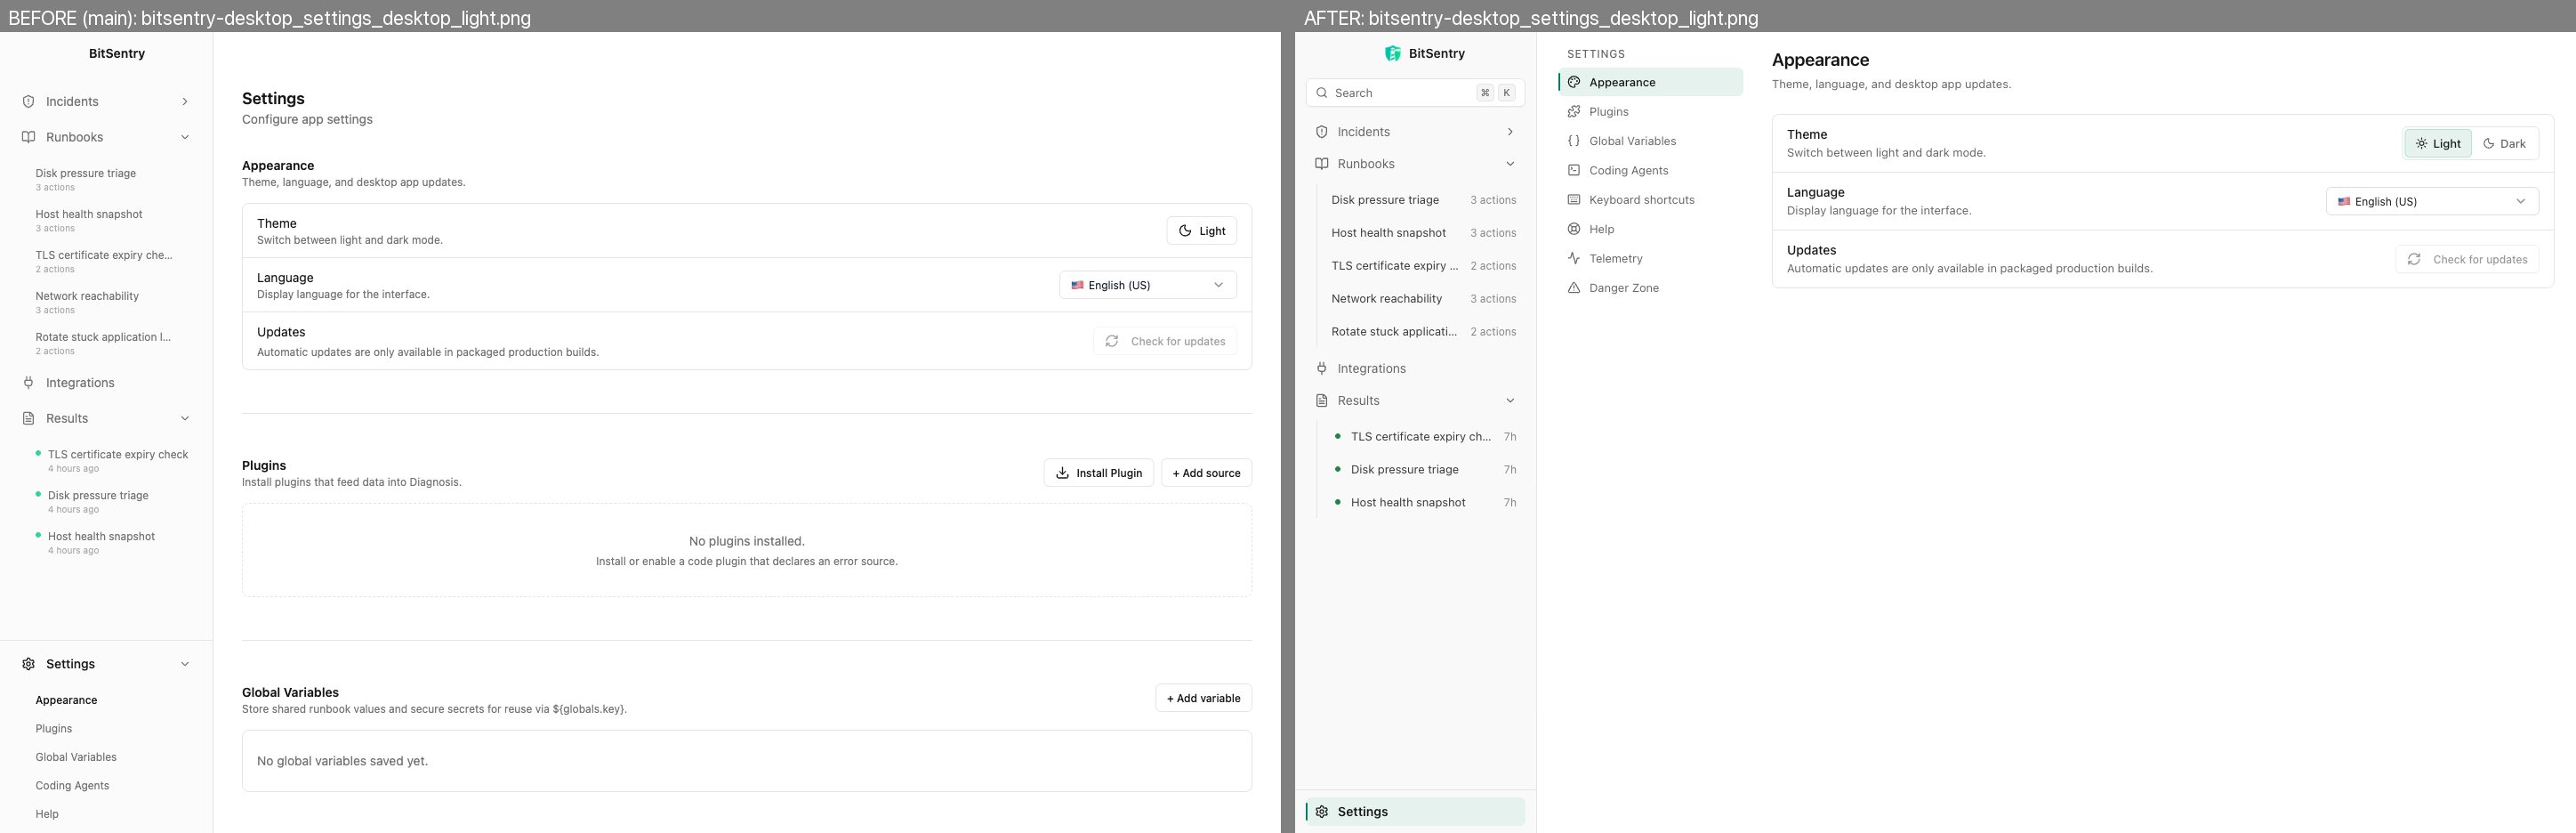 BEFORE (main): bitsentry-desktop_settings_desktop_light.png
BitSentry
Incidents
Runbooks
Disk pressure triage
3 actions
Host health snapshot
3 actions
TLS certificate expiry che...
2 actions
Network reachability
3 actions
Rotate stuck application l...
2 actions
Integrations
Results
TLS certificate expiry check
4 hours ago
Disk pressure triage
4 hours ago
Host health snapshot
4 hours ago
Settings
Appearance
Plugins
Global Variables
Coding Agents
Help
Settings
Configure app settings
Appearance
Theme, language, and desktop app updates.
Theme
Switch between light and dark mode.
Light
Language
Display language for the interface.
English (US)
Updates
Automatic updates are only available in packaged production builds.
Check for updates
Plugins
Install plugins that feed data into Diagnosis.
Install Plugin
+ Add source
No plugins installed.
Install or enable a code plugin that declares an error source.
Global Variables
Store shared runbook values and secure secrets for reuse via ${globals.key}.
+ Add variable
No global variables saved yet.
AFTER: bitsentry-desktop_settings_desktop_light.png
BitSentry
Search ⌘ K
Incidents
Runbooks
Disk pressure triage 3 actions
Host health snapshot 3 actions
TLS certificate expiry ... 2 actions
Network reachability 3 actions
Rotate stuck applicati... 2 actions
Integrations
Results
TLS certificate expiry ch... 7h
Disk pressure triage 7h
Host health snapshot 7h
Settings
SETTINGS
Appearance
Plugins
Global Variables
Coding Agents
Keyboard shortcuts
Help
Telemetry
Danger Zone
Appearance
Theme, language, and desktop app updates.
Theme
Switch between light and dark mode.
Light Dark
Language
Display language for the interface.
English (US)
Updates
Automatic updates are only available in packaged production builds.
Check for updates